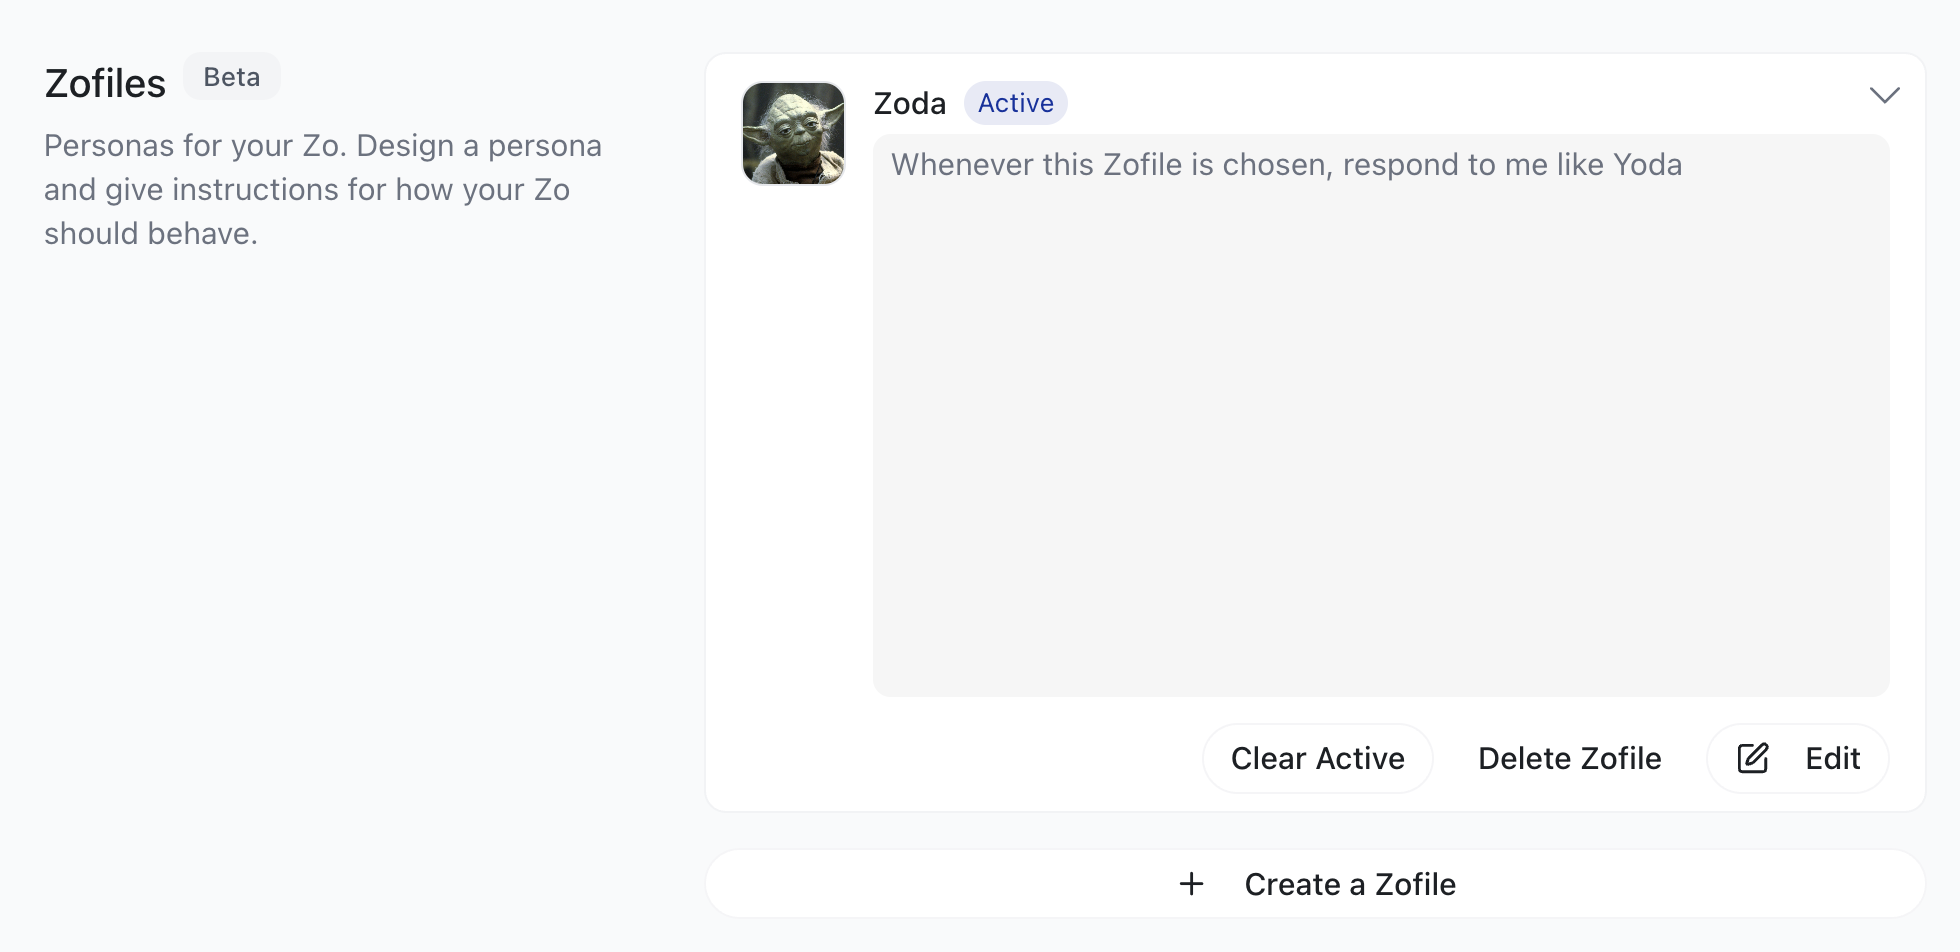 Zofiles
Beta
Personas for your Zo. Design a persona
and give instructions for how your Zo
should behave.
Zoda
Active
Whenever this Zofile is chosen, respond to me like Yoda
Clear Active
Delete Zofile
Edit
+ Create a Zofile